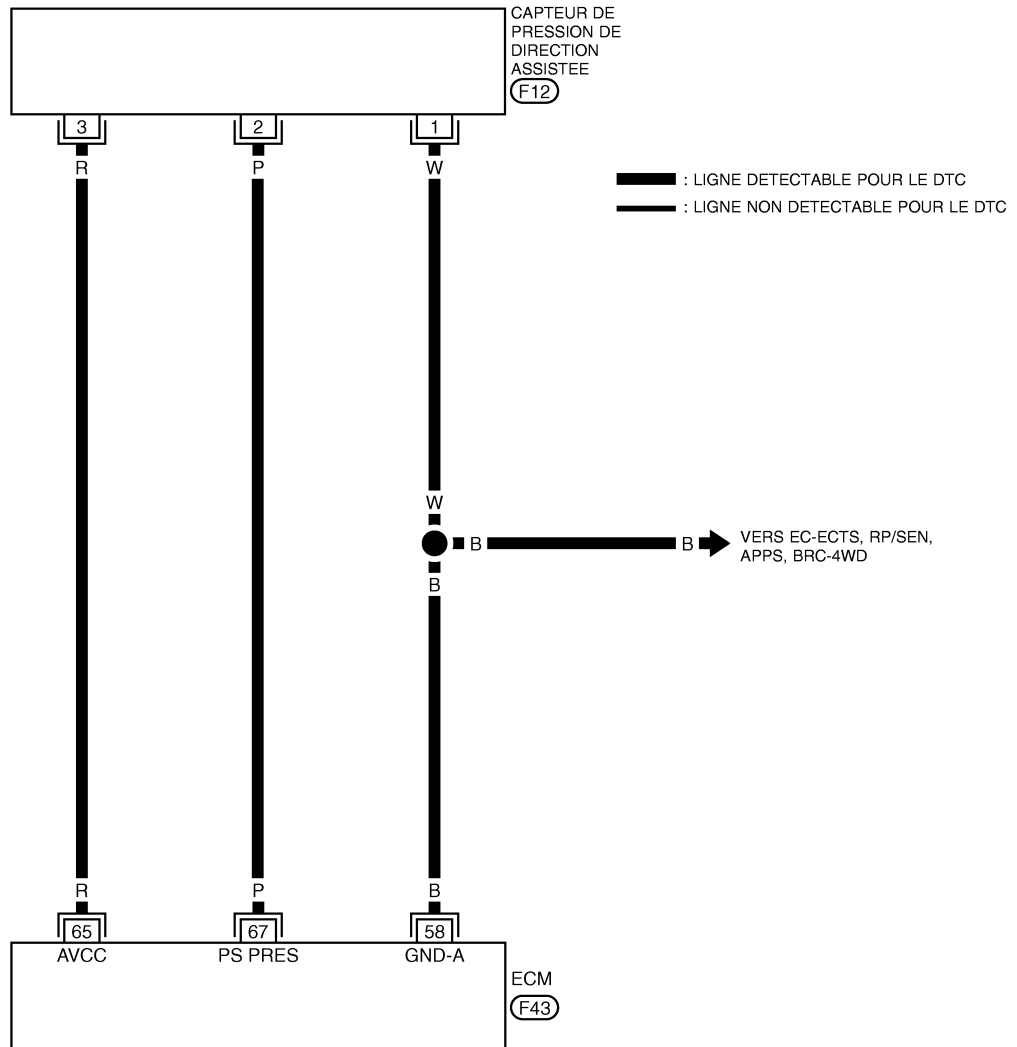 CAPTEUR DE
PRESSION DE
DIRECTION
ASSISTEE
F12
3 2 1
R P W
: LIGNE DETECTABLE POUR LE DTC
: LIGNE NON DETECTABLE POUR LE DTC
W
B B
VERS EC-ECTS, RP/SEN,
APPS, BRC-4WD
B
R P B
65 67 58
AVCC PS PRES GND-A
ECM
F43